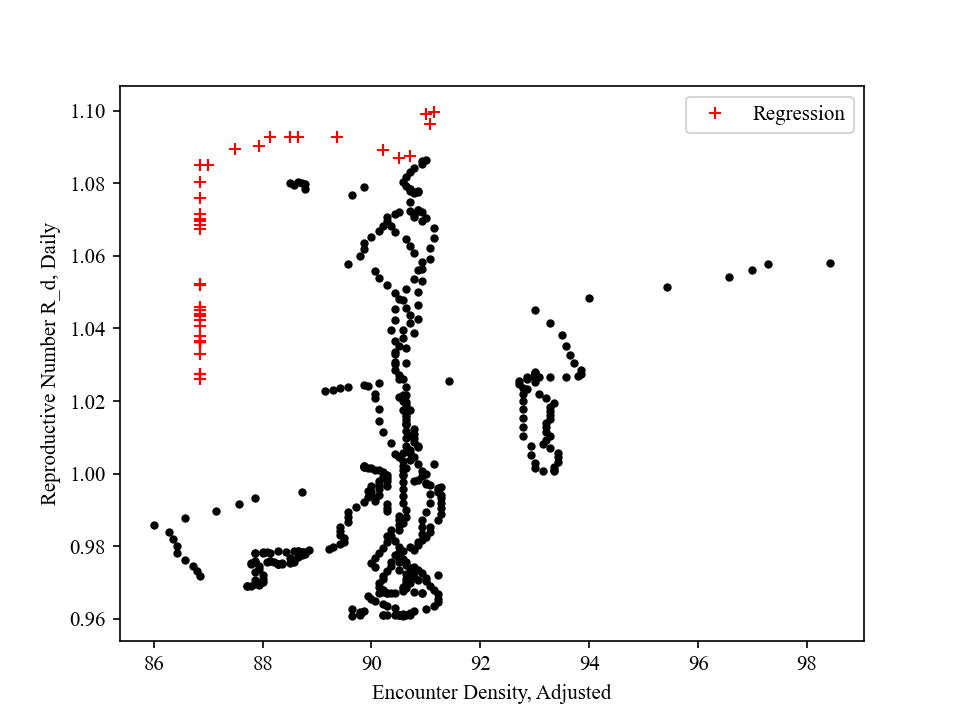 Regression
1.10
1.08
1.06
1.04
1.02
1.00
0.98
0.96
Reproductive Number R_d, Daily
86 88 90 92 94 96 98
Encounter Density, Adjusted